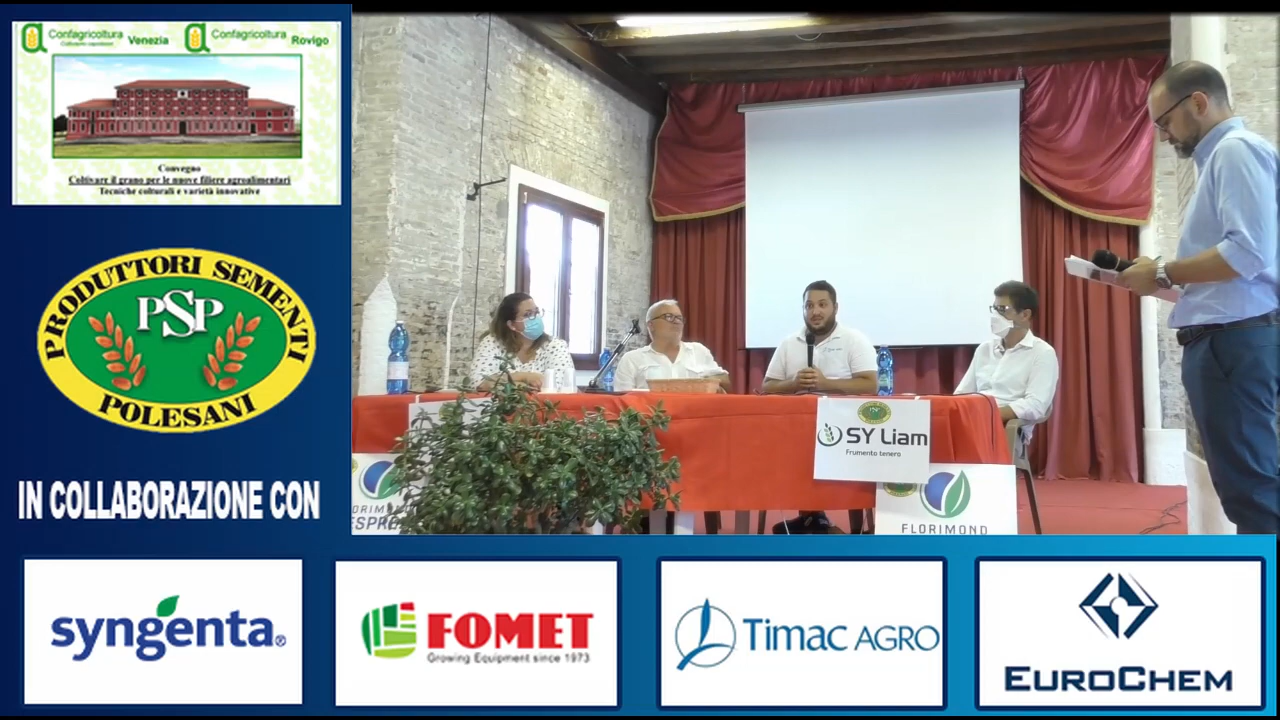 Confagricoltura Venezia
Confagricoltura Rovigo
Convegno
Coltivare il grano per le nuove filiere agroalimentari
Tecniche colturali e varietà innovative
PRODUTTORI SEMENTI
PSP
POLESANI
IN COLLABORAZIONE CON
SY Liam
Frumento tenero
FLORIMOND
syngenta®
FOMET
Growing Equipment since 1973
TIMAC AGRO
EUROCHEM